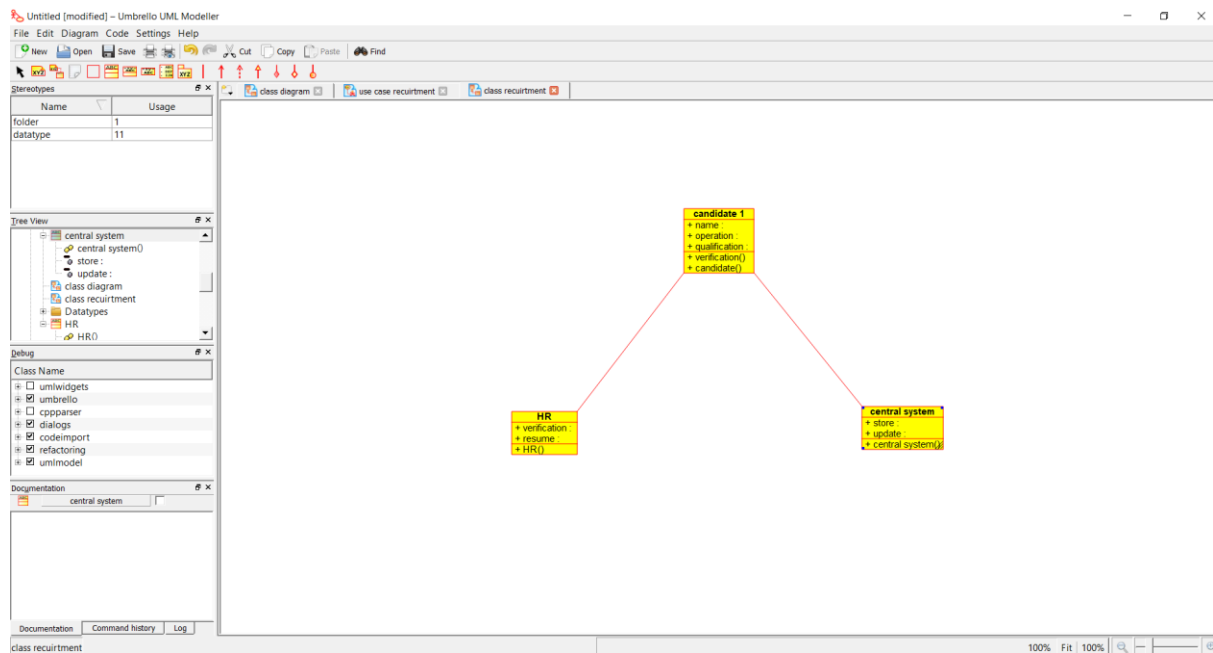 Untitled [modified] – Umbrello UML Modeller
File Edit Diagram Code Settings Help
New Open Save Cut Copy Paste Find
Stereotypes
Name Usage
folder 1
datatype 11
Tree View
central system
central system()
store :
update :
class diagram
class recuirtment
Datatypes
HR
HR()
Debug
Class Name
umlwidgets
umbrello
cppparser
dialogs
codeimport
refactoring
umlmodel
Documentation
central system
Documentation Command history Log
class recuirtment
class diagram use case recuirtment class recuirtment
candidate 1
+ name :
+ operation :
+ qualification :
+ verification()
+ candidate()
HR
+ verification :
+ resume :
+ HR()
central system
+ store :
+ update :
+ central system()
100% Fit 100%